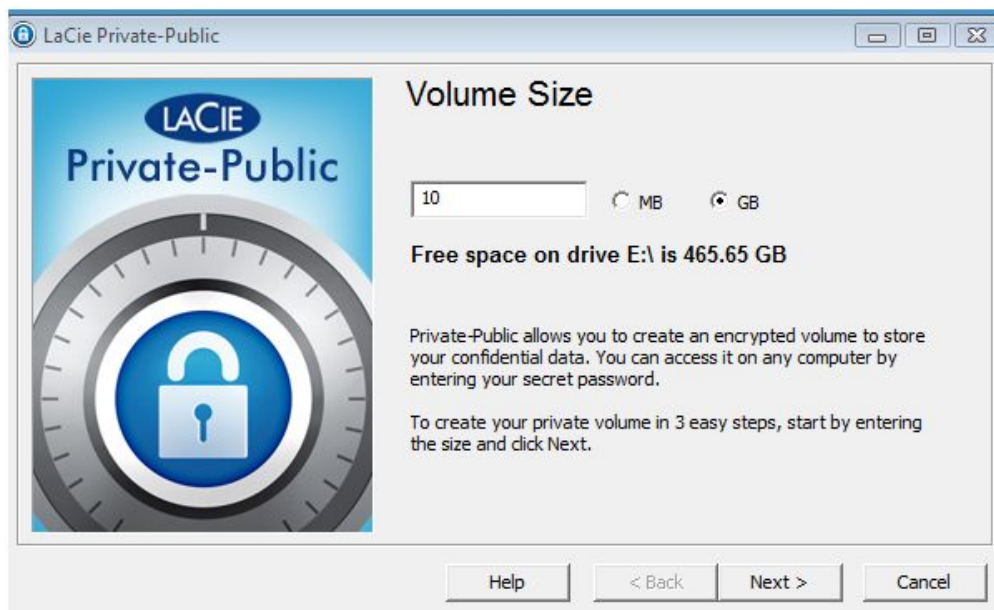 LaCie Private-Public
LACIE
Private-Public
Volume Size
10
MB
GB
Free space on drive E:\ is 465.65 GB
Private-Public allows you to create an encrypted volume to store
your confidential data. You can access it on any computer by
entering your secret password.
To create your private volume in 3 easy steps, start by entering
the size and click Next.
Help
< Back
Next >
Cancel